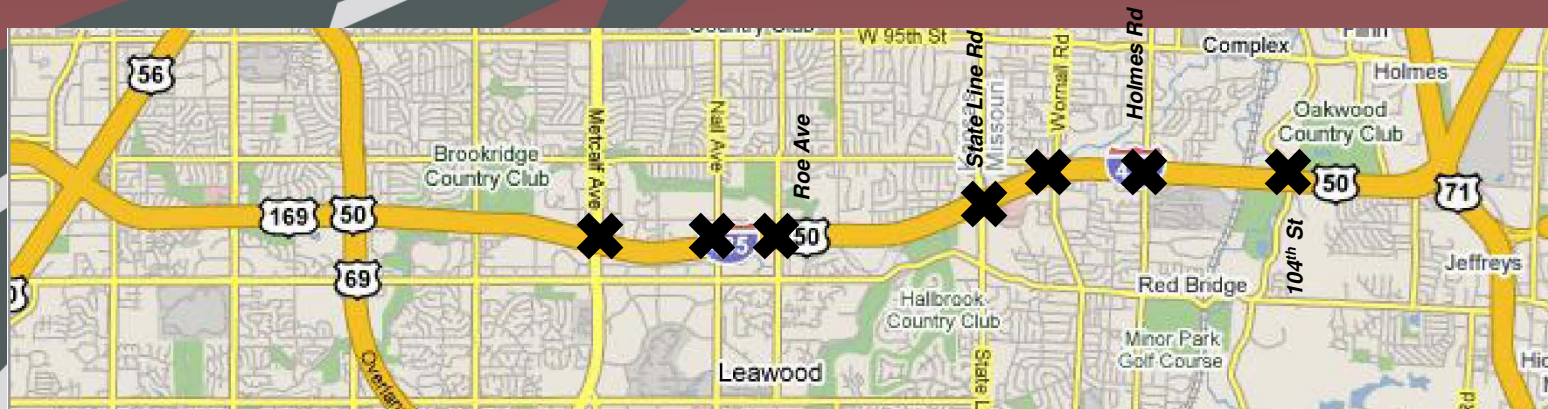 Country Club
W 95th St
56
Complex
Holmes
Oakwood
Country Club
State Line Rd
Missouri
Wornall Rd
Holmes Rd
Metcalf Ave
Nall Ave
Roe Ave
Brookridge
Country Club
169
50
50
50
71
69
104th St
Jeffreys
Red Bridge
Hallbrook
Country Club
Minor Park
Golf Course
Leawood
State L
Overlan